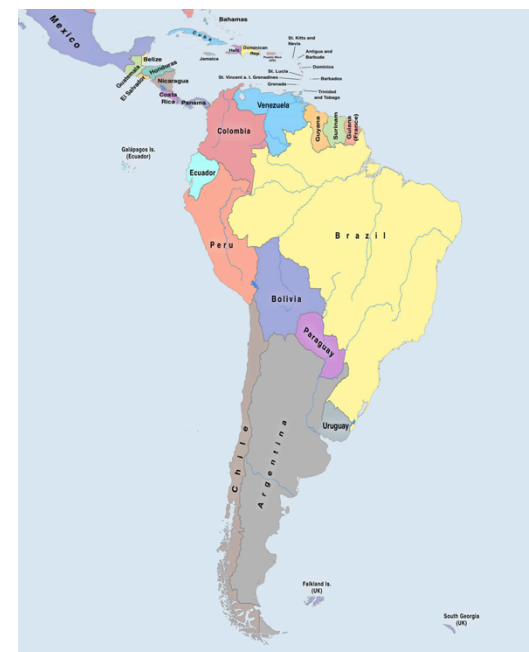 Bahamas
Mexico
Cuba
Haiti
Dominican
Rep.
Jamaica
Puerto Rico (US)
St. Kitts and
Nevis
Antigua and
Barbuda
Dominica
St. Lucia
Barbados
St. Vincent a. t. Grenadines
Grenada
Trinidad
and Tobago
Belize
Guatemala
Honduras
El Salvador
Nicaragua
Costa
Rica
Panama
Venezuela
Guyana
Surinam
Guiana
(France)
Colombia
Galápagos Is.
(Ecuador)
Ecuador
Brazil
Peru
Bolivia
Paraguay
Uruguay
Chile
Argentina
Falkland Is.
(UK)
South Georgia
(UK)